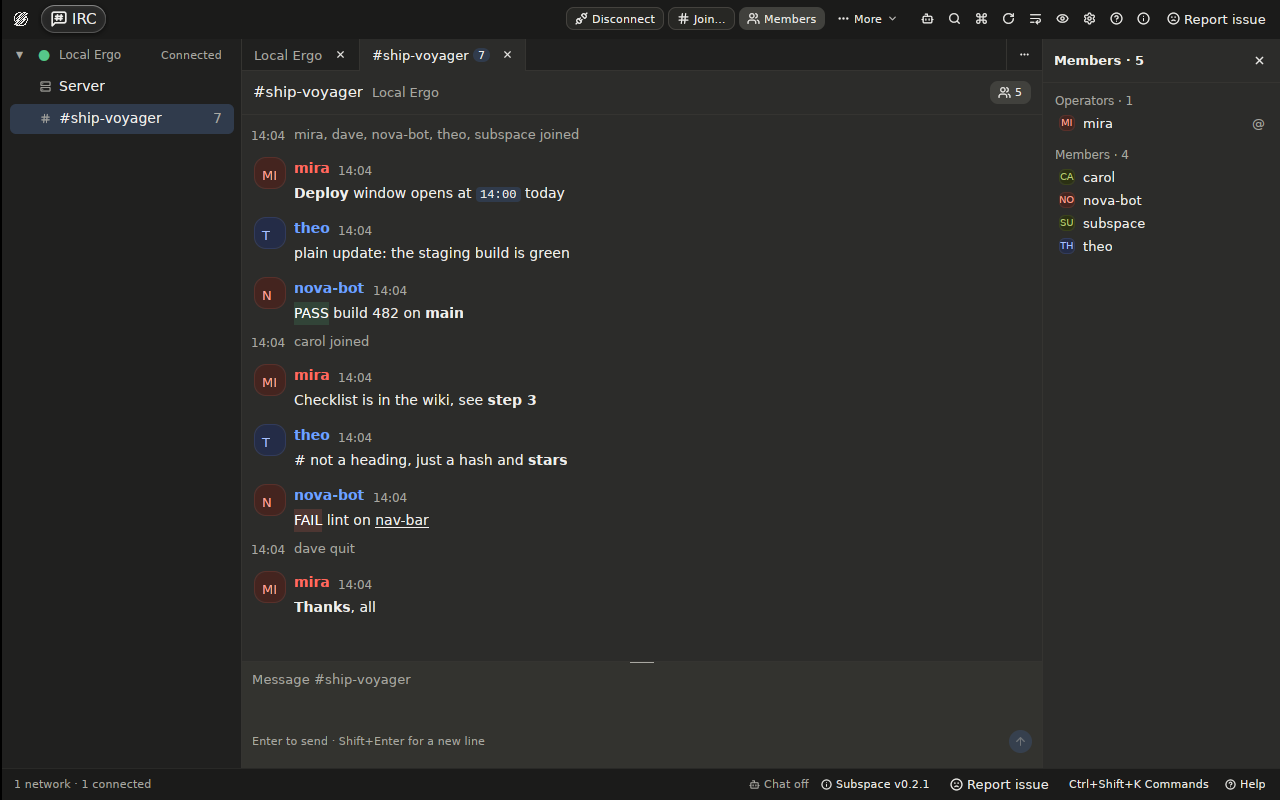 IRC
Disconnect
Join...
Members
More
Report issue
Local Ergo Connected
Server
#ship-voyager 7
Local Ergo
#ship-voyager 7
#ship-voyager Local Ergo
5
14:04 mira, dave, nova-bot, theo, subspace joined
MI mira 14:04
Deploy window opens at 14:00 today
T theo 14:04
plain update: the staging build is green
N nova-bot 14:04
PASS build 482 on main
14:04 carol joined
MI mira 14:04
Checklist is in the wiki, see step 3
T theo 14:04
# not a heading, just a hash and stars
N nova-bot 14:04
FAIL lint on nav-bar
14:04 dave quit
MI mira 14:04
Thanks, all
Message #ship-voyager
Enter to send · Shift+Enter for a new line
Members · 5
Operators · 1
MI mira @
Members · 4
CA carol
NO nova-bot
SU subspace
TH theo
1 network · 1 connected
Chat off
Subspace v0.2.1
Report issue
Ctrl+Shift+K Commands
Help